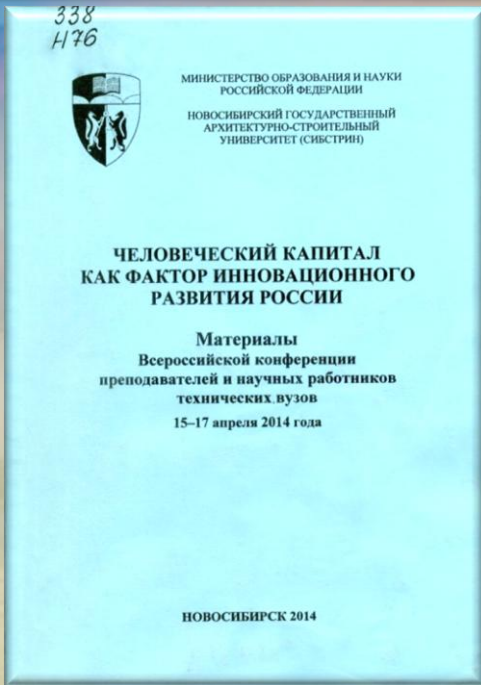 338
Н76
МИНИСТЕРСТВО ОБРАЗОВАНИЯ И НАУКИ
РОССИЙСКОЙ ФЕДЕРАЦИИ
НОВОСИБИРСКИЙ ГОСУДАРСТВЕННЫЙ
АРХИТЕКТУРНО-СТРОИТЕЛЬНЫЙ
УНИВЕРСИТЕТ (СИБСТРИН)
ЧЕЛОВЕЧЕСКИЙ КАПИТАЛ
КАК ФАКТОР ИННОВАЦИОННОГО
РАЗВИТИЯ РОССИИ
Материалы
Всероссийской конференции
преподавателей и научных работников
технических вузов
15–17 апреля 2014 года
НОВОСИБИРСК 2014